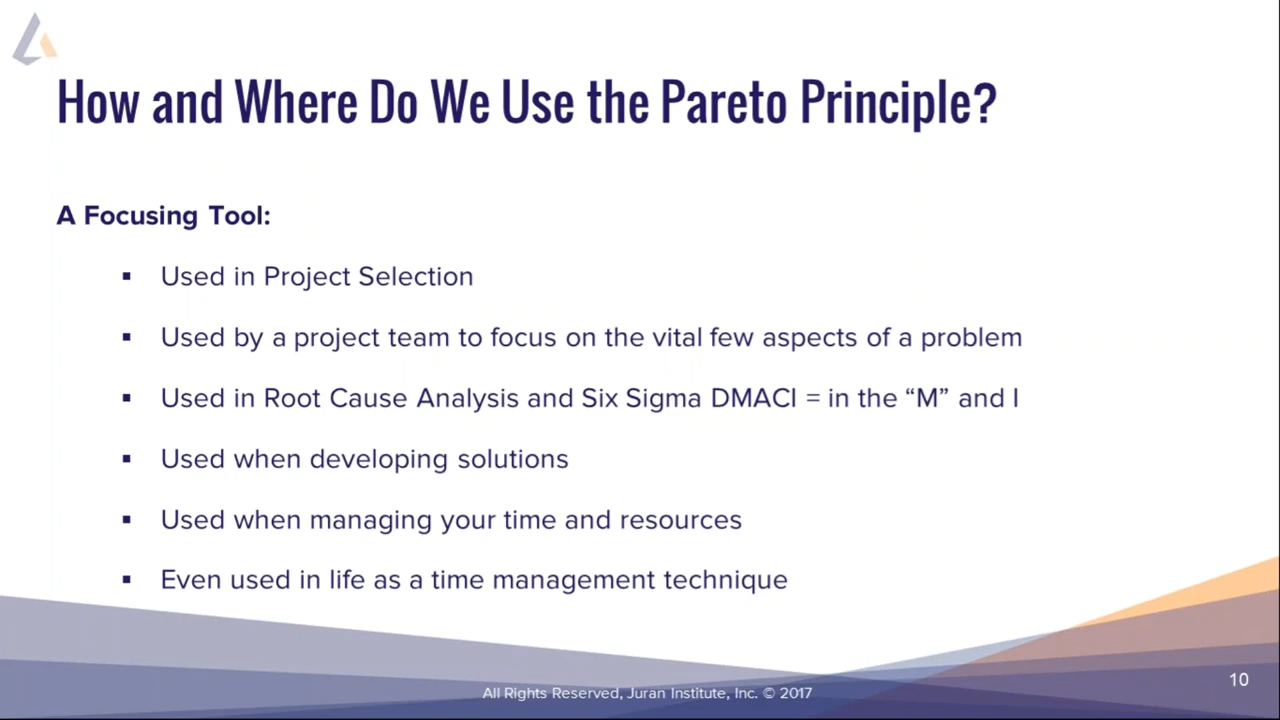 How and Where Do We Use the Pareto Principle?
A Focusing Tool:
▪ Used in Project Selection
▪ Used by a project team to focus on the vital few aspects of a problem
▪ Used in Root Cause Analysis and Six Sigma DMACI = in the “M” and I
▪ Used when developing solutions
▪ Used when managing your time and resources
▪ Even used in life as a time management technique
All Rights Reserved, Juran Institute, Inc. © 2017
10